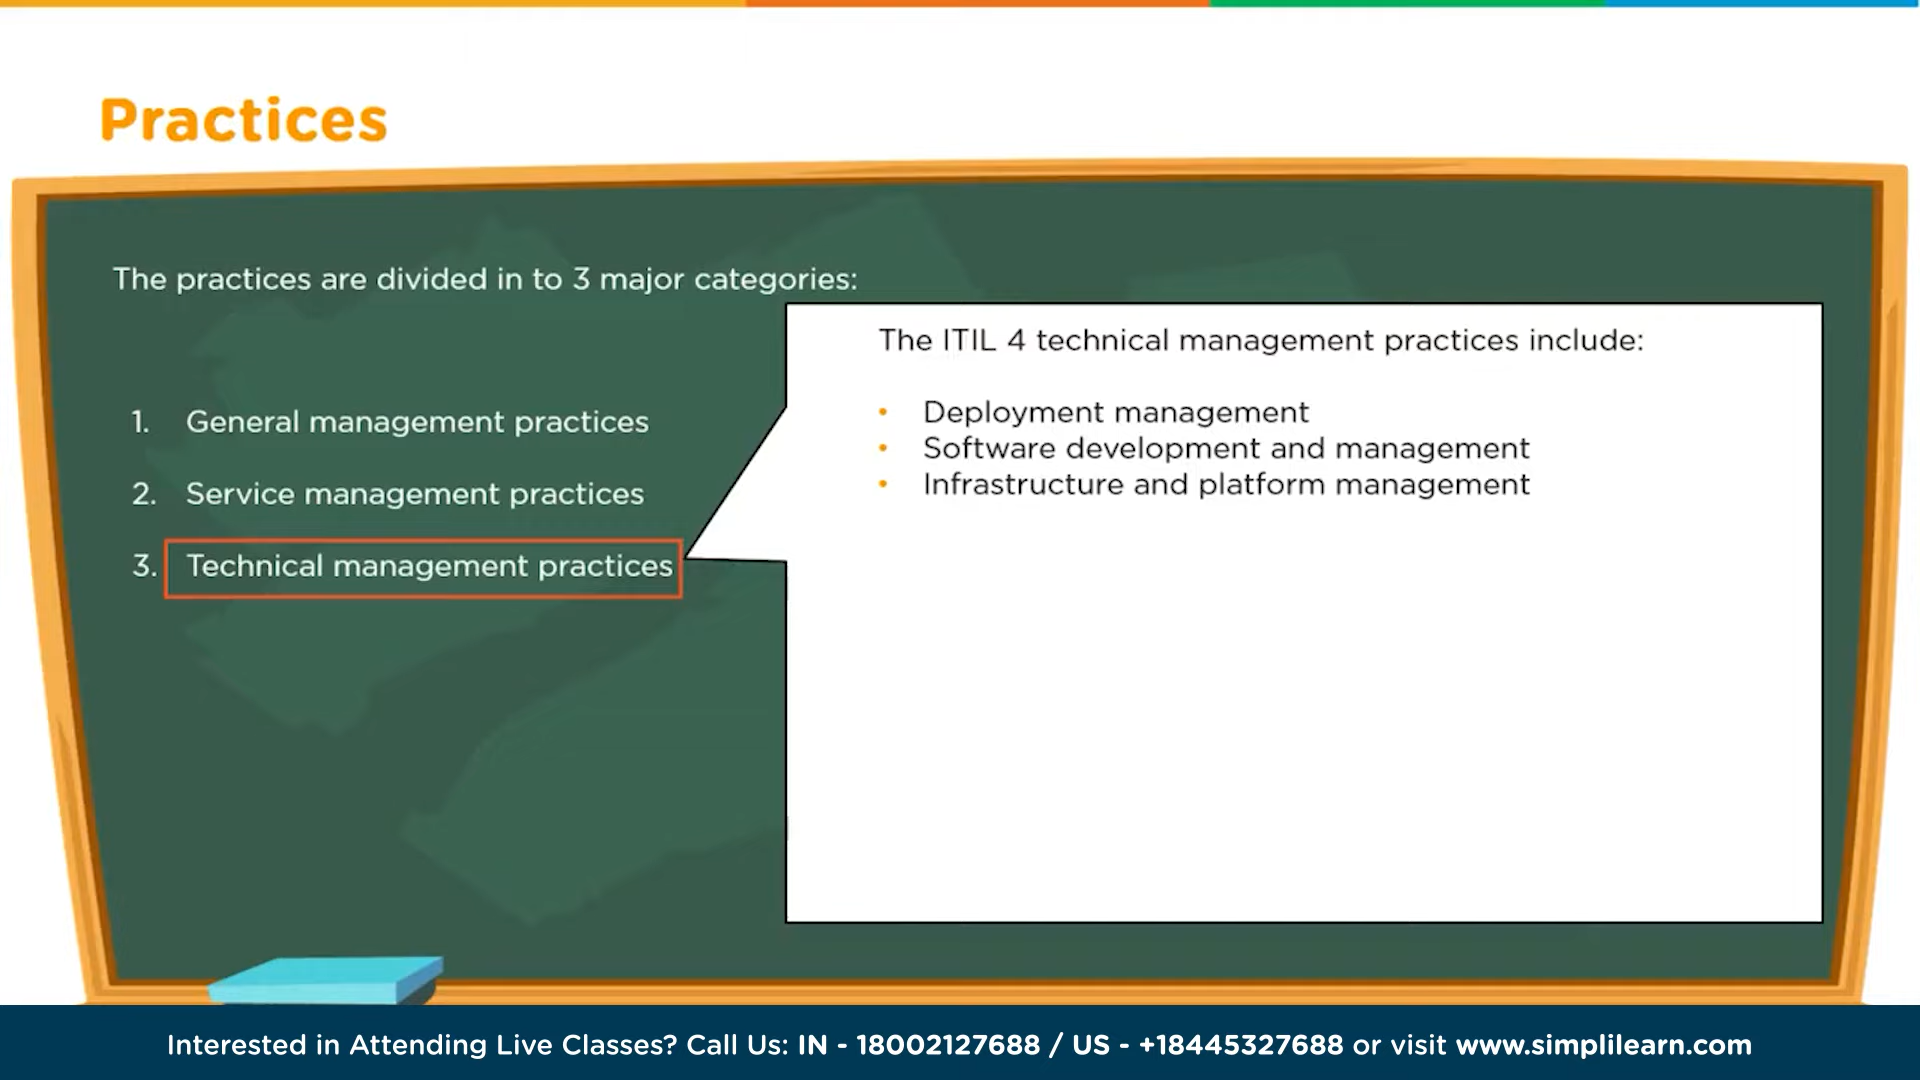 Practices
The practices are divided in to 3 major categories:
1. General management practices
2. Service management practices
3. Technical management practices
The ITIL 4 technical management practices include:
• Deployment management
• Software development and management
• Infrastructure and platform management
Interested in Attending Live Classes? Call Us: IN - 18002127688 / US - +18445327688 or visit www.simplilearn.com